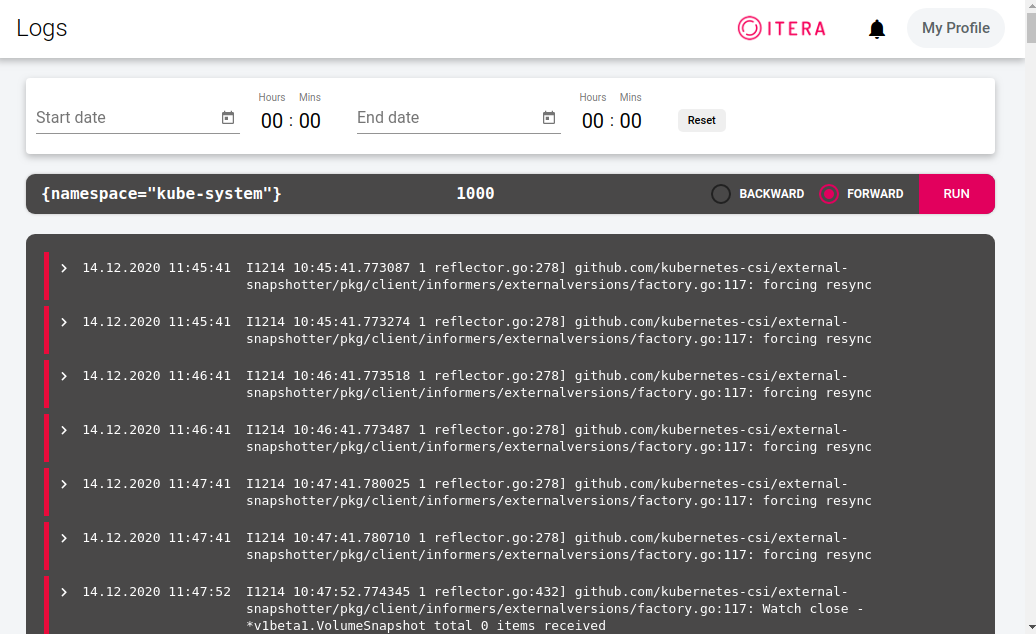 Logs
ITERA
My Profile
Hours Mins
Hours Mins
Start date
00 : 00
End date
00 : 00
Reset
{namespace="kube-system"}
1000
BACKWARD
FORWARD
RUN
14.12.2020 11:45:41 I1214 10:45:41.773087 1 reflector.go:278] github.com/kubernetes-csi/external-
snapshotter/pkg/client/informers/externalversions/factory.go:117: forcing resync
14.12.2020 11:45:41 I1214 10:45:41.773274 1 reflector.go:278] github.com/kubernetes-csi/external-
snapshotter/pkg/client/informers/externalversions/factory.go:117: forcing resync
14.12.2020 11:46:41 I1214 10:46:41.773518 1 reflector.go:278] github.com/kubernetes-csi/external-
snapshotter/pkg/client/informers/externalversions/factory.go:117: forcing resync
14.12.2020 11:46:41 I1214 10:46:41.773487 1 reflector.go:278] github.com/kubernetes-csi/external-
snapshotter/pkg/client/informers/externalversions/factory.go:117: forcing resync
14.12.2020 11:47:41 I1214 10:47:41.780025 1 reflector.go:278] github.com/kubernetes-csi/external-
snapshotter/pkg/client/informers/externalversions/factory.go:117: forcing resync
14.12.2020 11:47:41 I1214 10:47:41.780710 1 reflector.go:278] github.com/kubernetes-csi/external-
snapshotter/pkg/client/informers/externalversions/factory.go:117: forcing resync
14.12.2020 11:47:52 I1214 10:47:52.774345 1 reflector.go:432] github.com/kubernetes-csi/external-
snapshotter/pkg/client/informers/externalversions/factory.go:117: Watch close -
*v1beta1.VolumeSnapshot total 0 items received